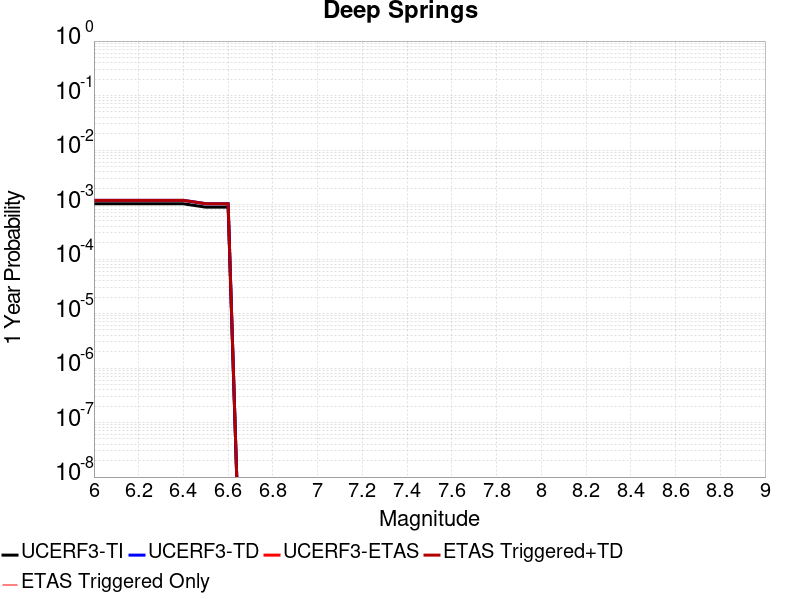 Deep Springs
1 Year Probability
10^0
10^-1
10^-2
10^-3
10^-4
10^-5
10^-6
10^-7
10^-8
6 6.2 6.4 6.6 6.8 7 7.2 7.4 7.6 7.8 8 8.2 8.4 8.6 8.8 9
Magnitude
UCERF3-TI UCERF3-TD UCERF3-ETAS ETAS Triggered+TD
ETAS Triggered Only